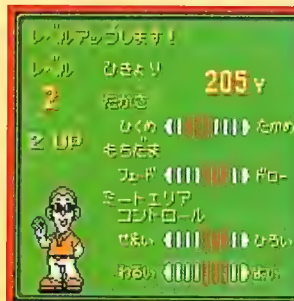 レベルアップします!
レベル ひきょり 205 Y
2 たかさ
2 UP ひくめ たかめ
もちだま
フェード ドロー
ミートエリア
コントロール
せまい ひろい
わるい よい